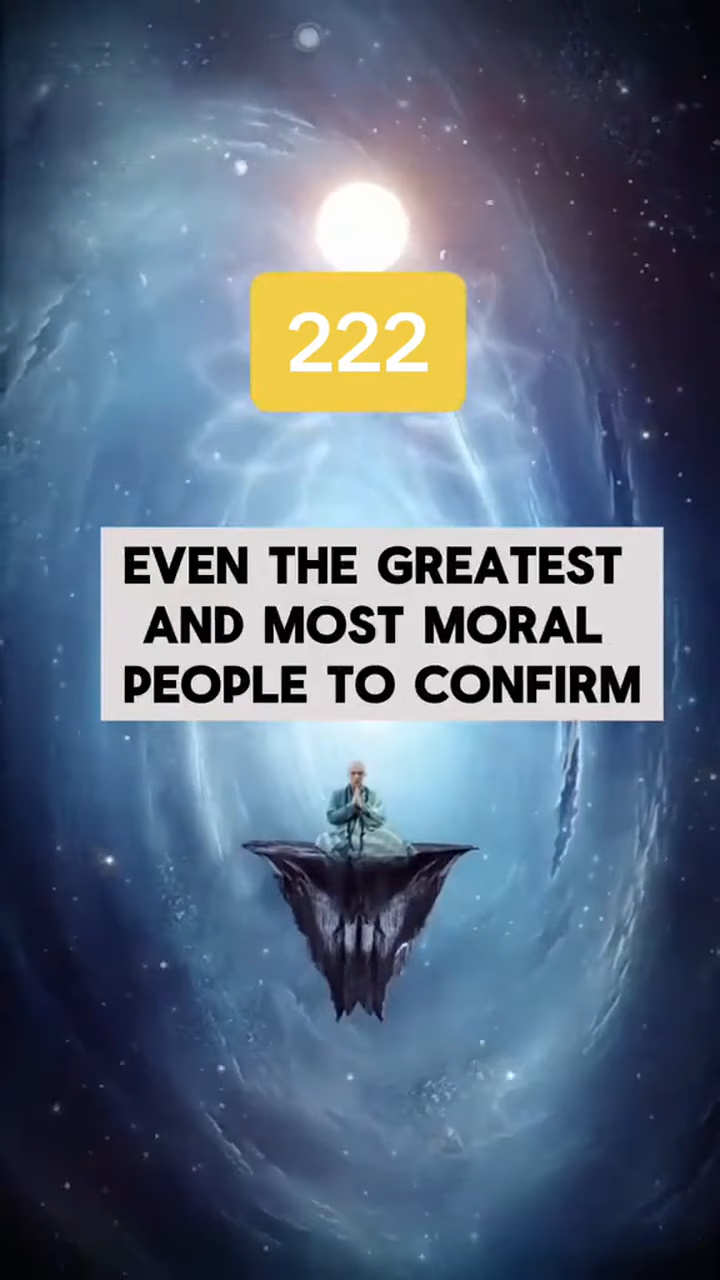 222
EVEN THE GREATEST
AND MOST MORAL
PEOPLE TO CONFIRM